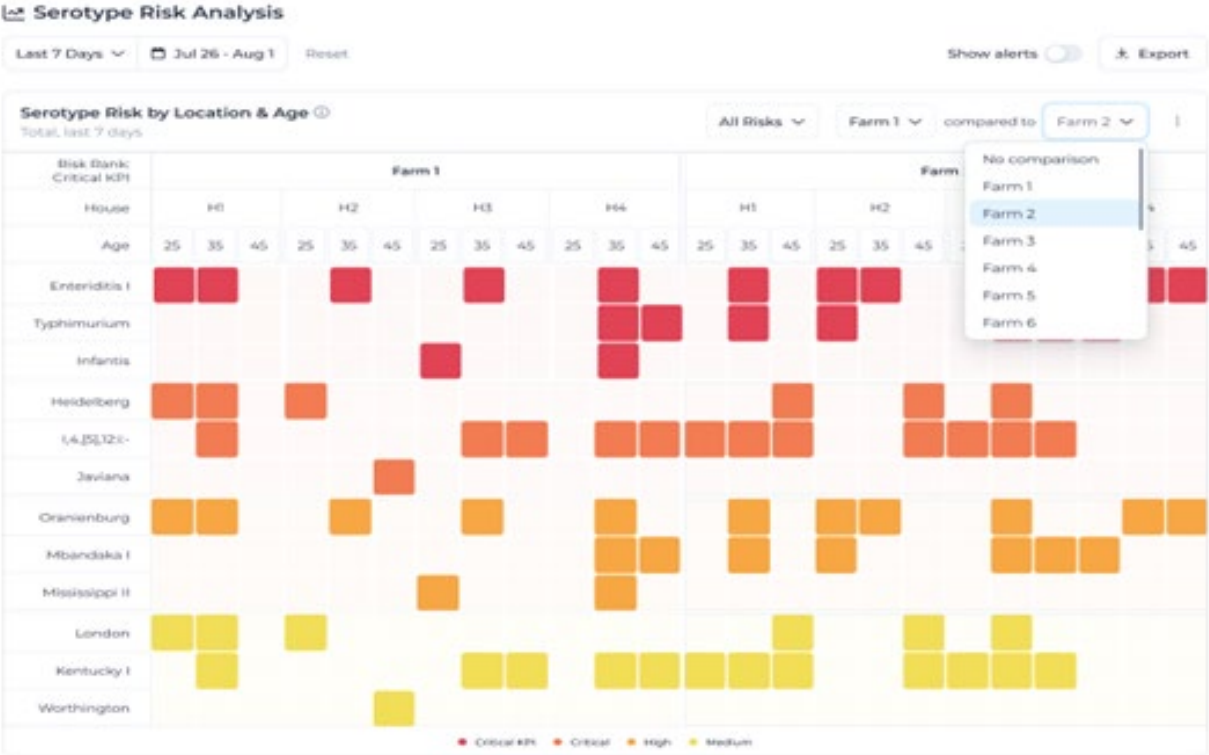 Serotype Risk Analysis
Last 7 Days Jul 26 - Aug 1 Reset Show alerts Export
Serotype Risk by Location & Age
Total, last 7 days
All Risks Farm 1 compared to Farm 2
No comparison
Farm 1
Farm 2
Farm 3
Farm 4
Farm 5
Farm 6
Risk Rank: Farm 1 Farm
Critical KPI
House H1 H2 H3 H4 H1 H2
Age 25 35 45 25 35 45 25 35 45 25 35 45 25 35 45 25 35 45 45
Enteriditis I
Typhimurium
Infantis
Heidelberg
I,4,[5],12:i:-
Javiana
Oranienburg
Mbandaka I
Mississippi II
London
Kentucky I
Worthington
Critical KPI Critical High Medium